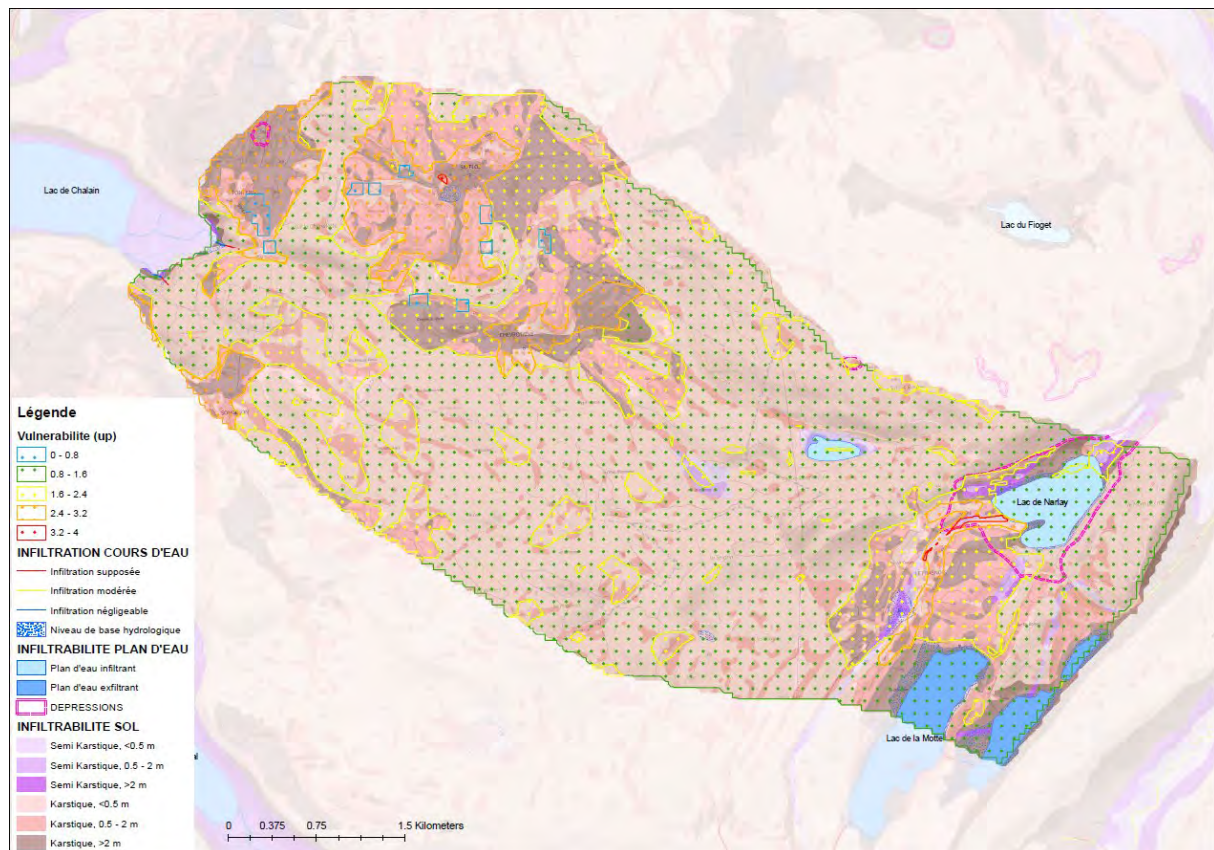 Lac de Chalain
Lac du Fioget
Lac de Narlay
Lac de la Motte
Légende
Vulnerabilite (up)
0 - 0.8
0.8 - 1.6
1.6 - 2.4
2.4 - 3.2
3.2 - 4
INFILTRATION COURS D'EAU
Infiltration supposée
Infiltration modérée
Infiltration négligeable
Niveau de base hydrologique
INFILTRABILITE PLAN D'EAU
Plan d'eau infiltrant
Plan d'eau exfiltrant
DEPRESSIONS
INFILTRABILITE SOL
Semi Karstique, <0.5 m
Semi Karstique, 0.5 - 2 m
Semi Karstique, >2 m
Karstique, <0.5 m
Karstique, 0.5 - 2 m
Karstique, >2 m
0 0.375 0.75 1.5 Kilometers